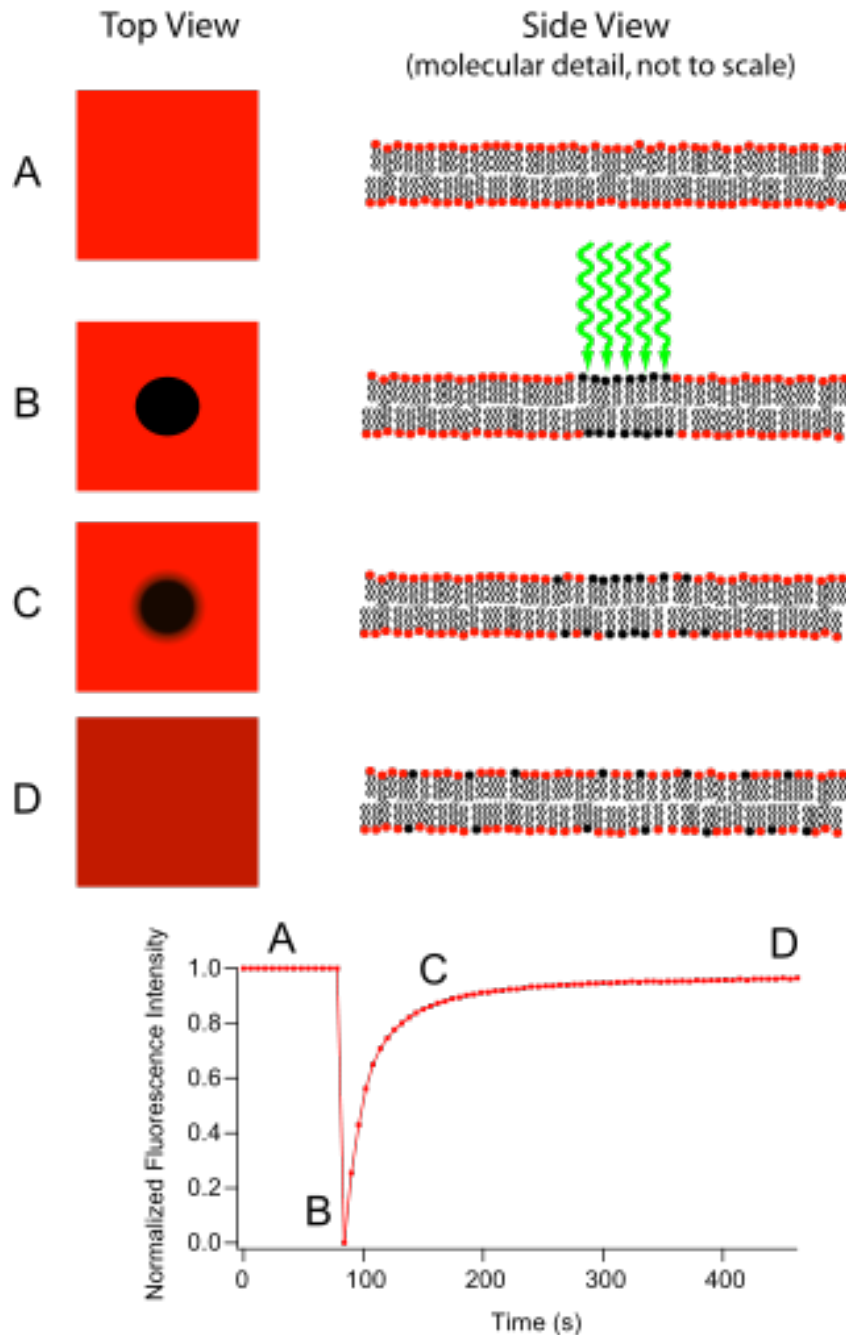 Top View
Side View
(molecular detail, not to scale)
A
B
C
D
A
C
D
B
Normalized Fluorescence Intensity
1.0
0.8
0.6
0.4
0.2
0.0
0
100
200
300
400
Time (s)